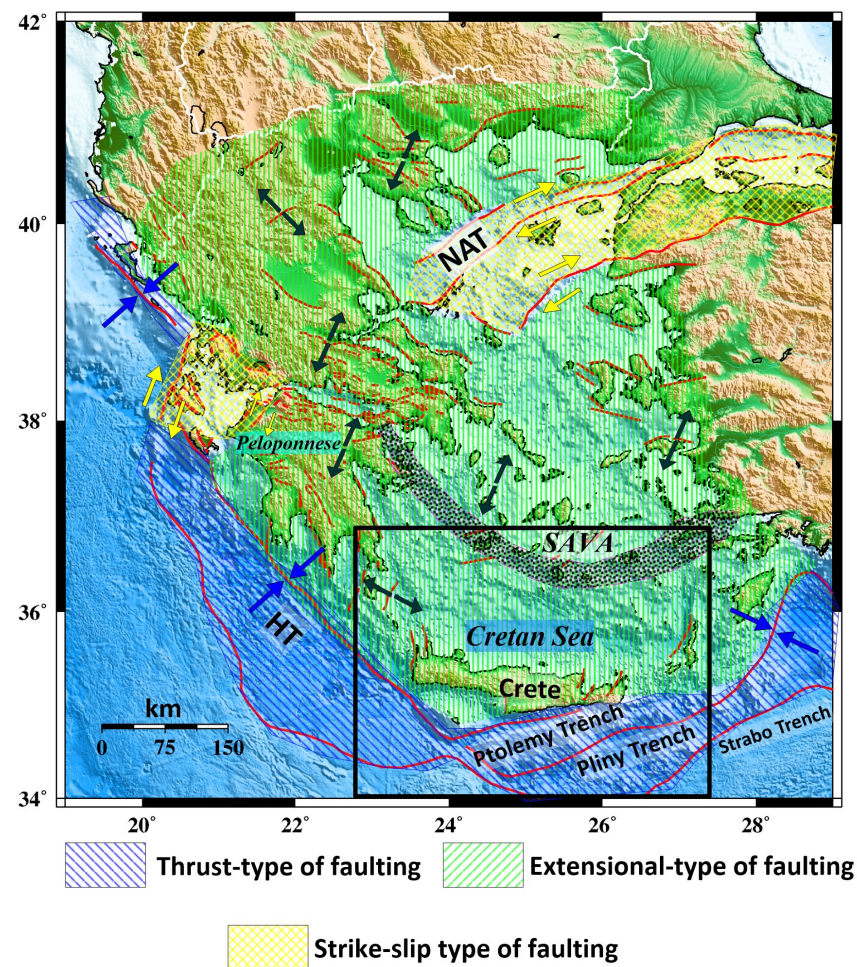 42°
40°
NAT
38°
Peloponnese
SAVA
36°
HT
Cretan Sea
Crete
km
0 75 150
Ptolemy Trench
Pliny Trench
Strabo Trench
34°
20° 22° 24° 26° 28°
Thrust-type of faulting
Extensional-type of faulting
Strike-slip type of faulting